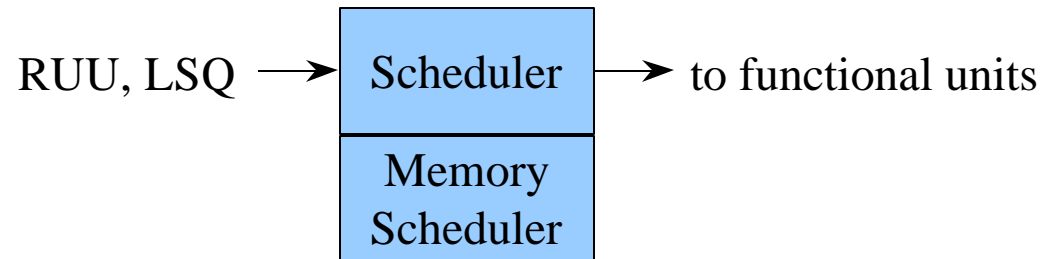 RUU, LSQ
Scheduler
to functional units
Memory
Scheduler